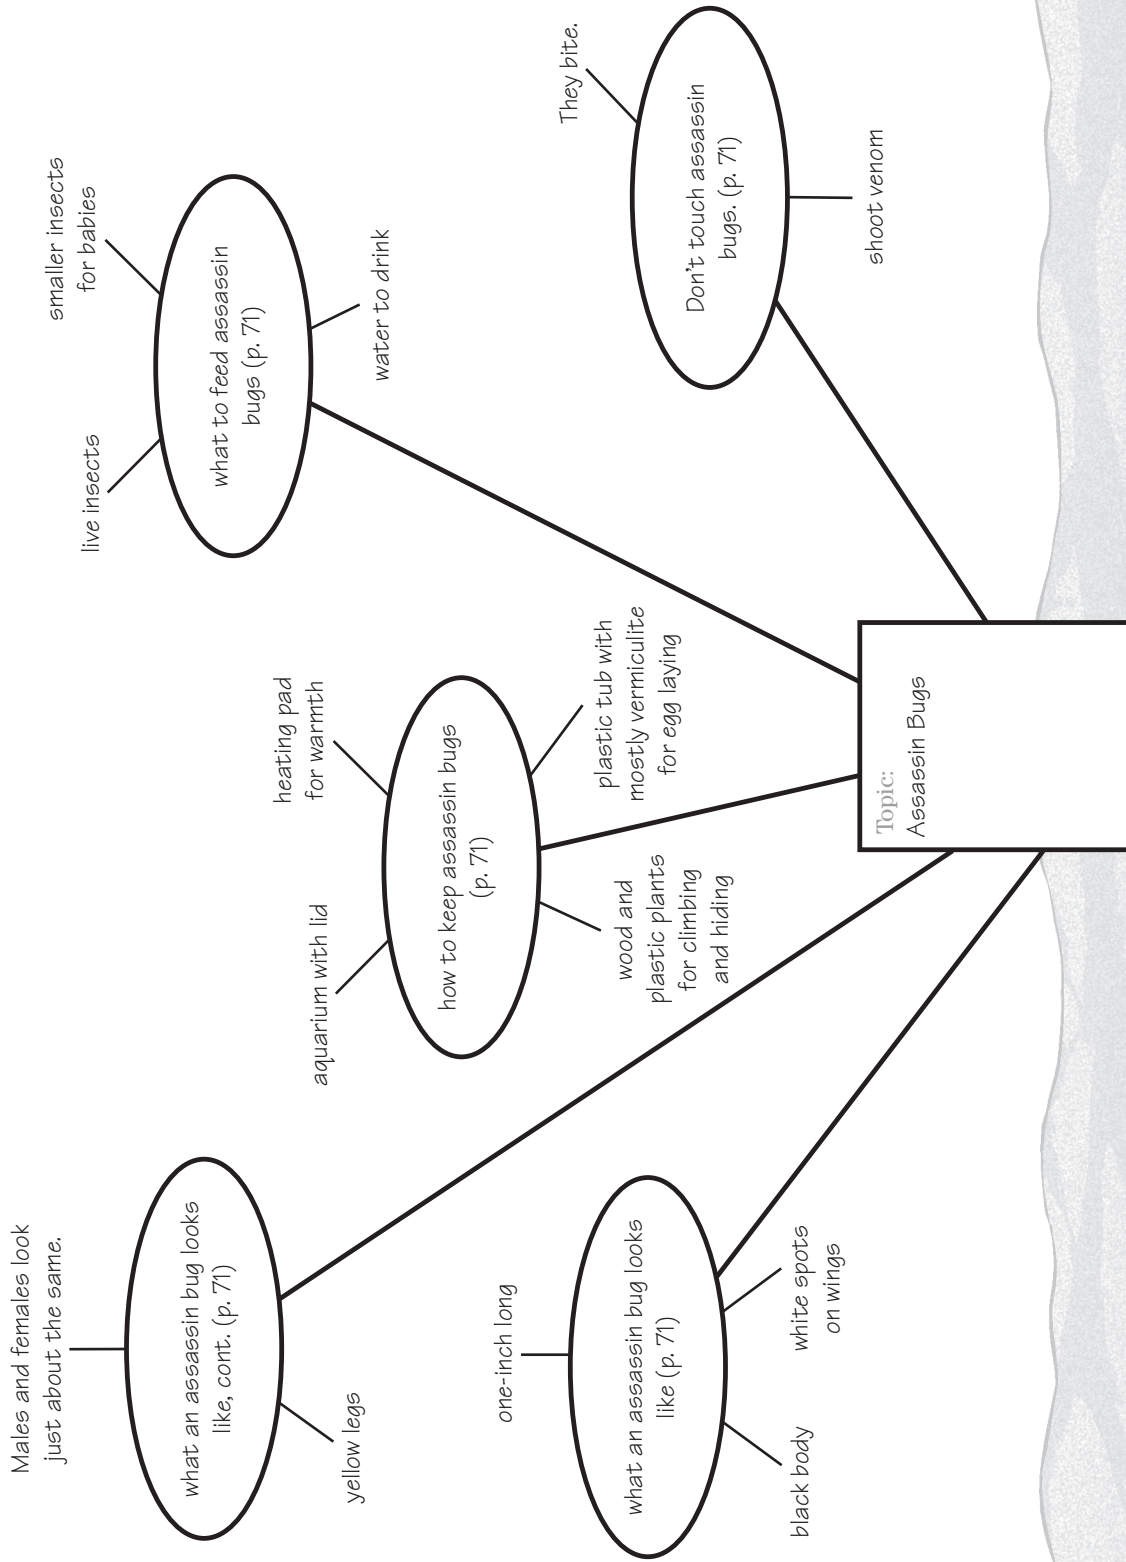 Males and females look
just about the same.
what an assassin bug looks
like, cont. (p. 71)
yellow legs
smaller insects
for babies
live insects
what to feed assassin
bugs (p. 71)
water to drink
aquarium with lid
heating pad
for warmth
how to keep assassin bugs
(p. 71)
wood and
plastic plants
for climbing
and hiding
plastic tub with
mostly vermiculite
for egg laying
one-inch long
what an assassin bug looks
like (p. 71)
black body
white spots
on wings
They bite.
Don't touch assassin
bugs. (p. 71)
shoot venom
Topic:
Assassin Bugs